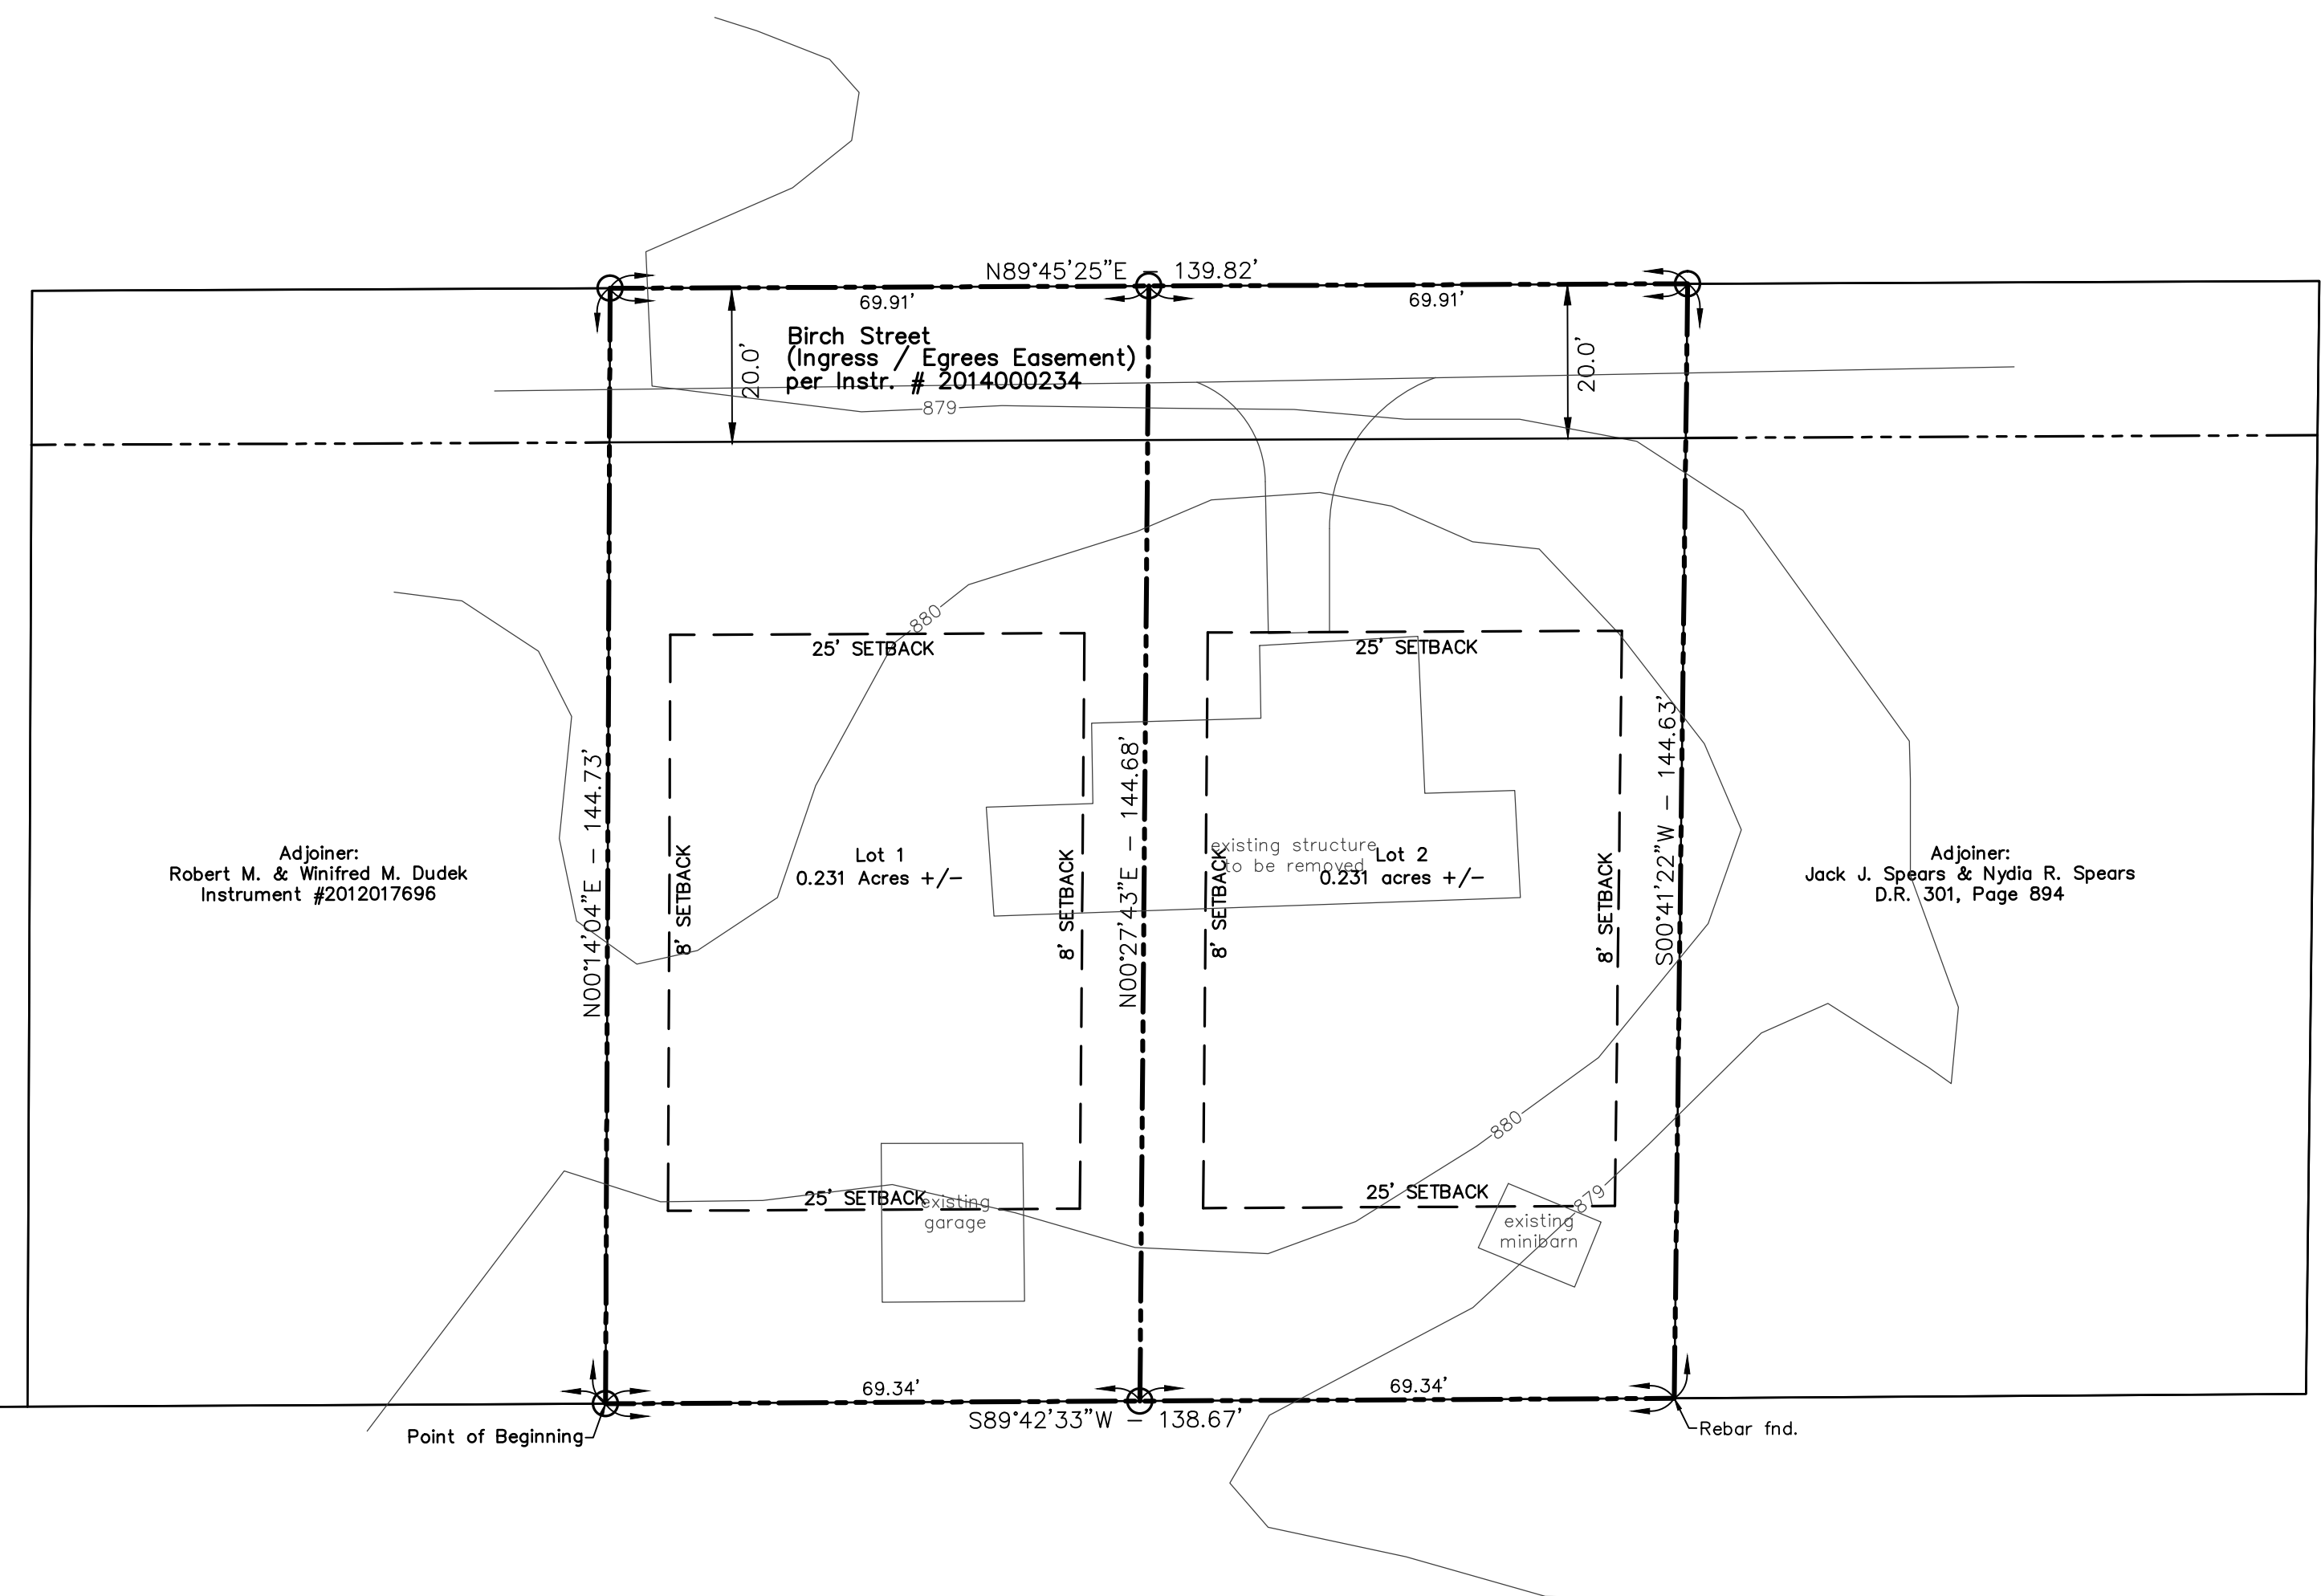 N89°45'25"E - 139.82'
69.91'
69.91'
Birch Street
(Ingress / Egrees Easement)
per Instr. # 2014000234
20.0'
20.0'
879
880
25' SETBACK
25' SETBACK
N00°14'04"E - 144.73'
N00°27'43"E - 144.68'
S00°41'22"W - 144.63'
Adjoiner:
Robert M. & Winifred M. Dudek
Instrument #2012017696
8' SETBACK
Lot 1
0.231 Acres +/-
8' SETBACK
8' SETBACK
existing structure
to be removed
Lot 2
0.231 acres +/-
8' SETBACK
Adjoiner:
Jack J. Spears & Nydia R. Spears
D.R. 301, Page 894
880
25' SETBACK
existing
garage
25' SETBACK
879
existing
minibarn
69.34'
69.34'
S89°42'33"W - 138.67'
Point of Beginning
Rebar fnd.